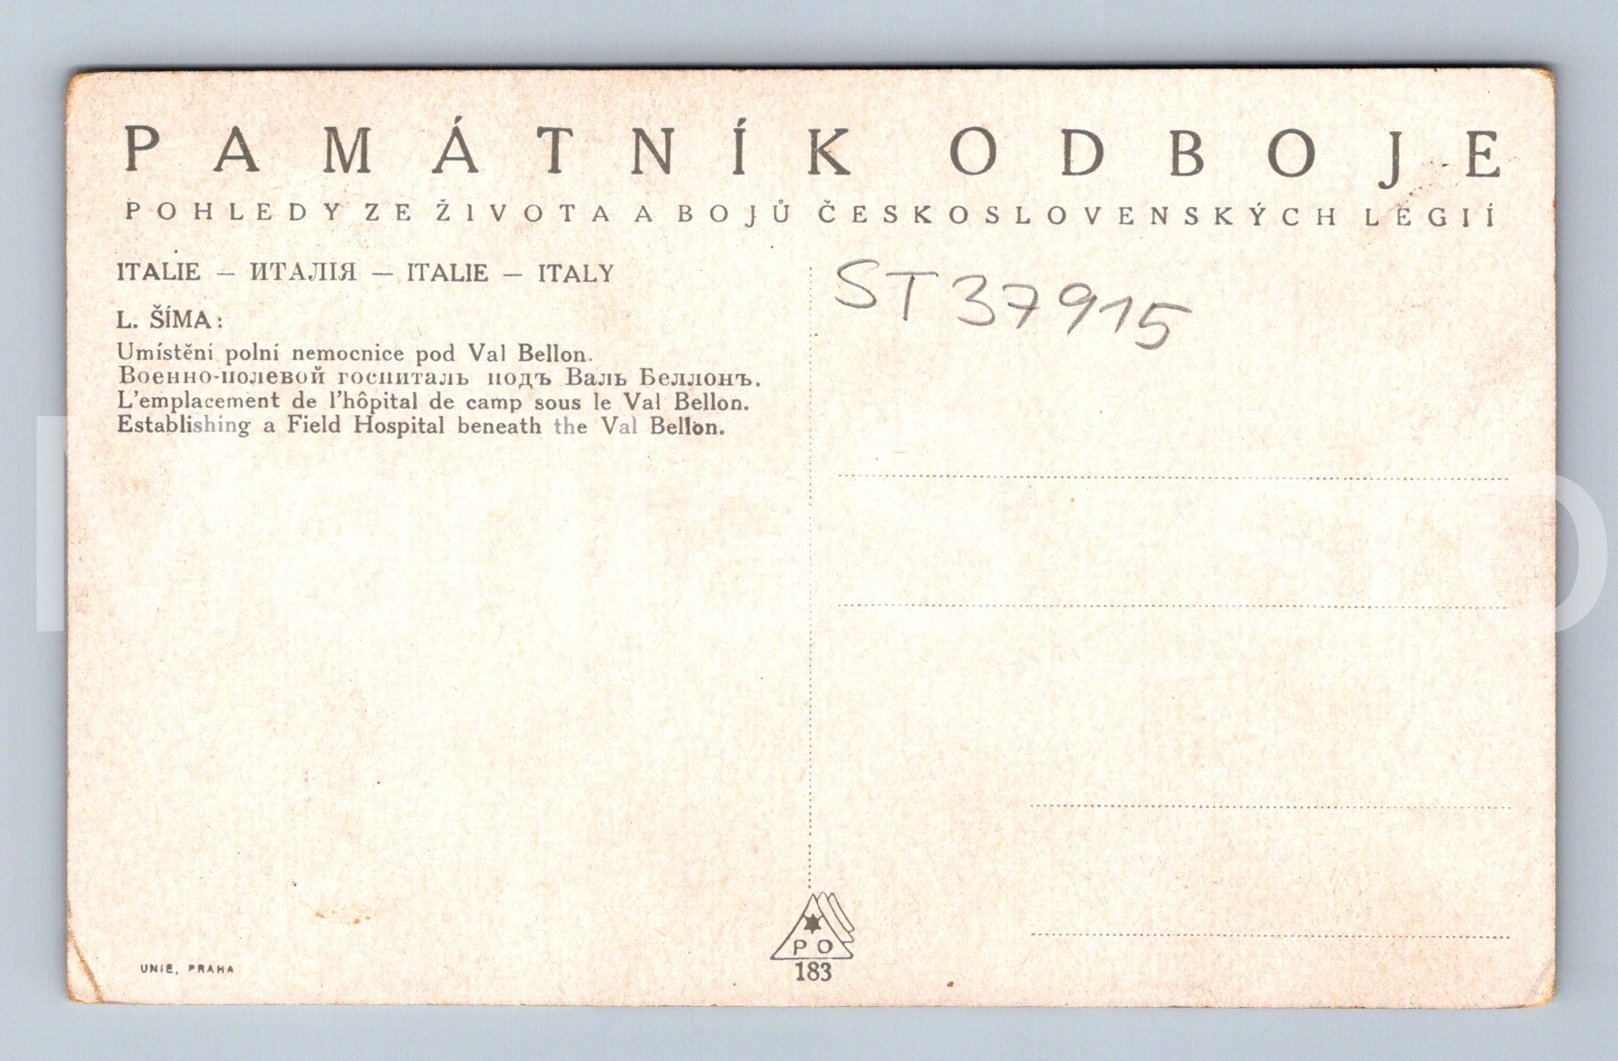 PAMÁTNÍK ODBOJE
POHLEDY ZE ŽIVOTA A BOJŮ ČESKOSLOVENSKÝCH LEGIÍ
ITALIE — ИТАЛІЯ — ITALIE — ITALY
L. ŠÍMA:
Umístění polní nemocnice pod Val Bellon.
Военно-полевой госпиталь подъ Валь Беллонъ.
L'emplacement de l'hôpital de camp sous le Val Bellon.
Establishing a Field Hospital beneath the Val Bellon.
ST37915
UNIE, PRAHA
PO
183